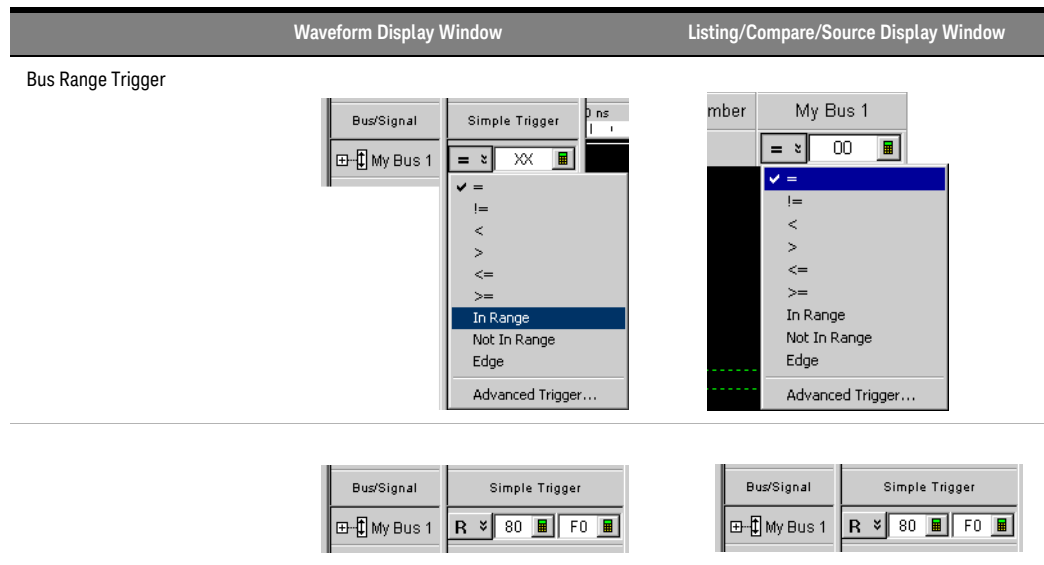 Waveform Display Window
Listing/Compare/Source Display Window
Bus Range Trigger
Bus/Signal
Simple Trigger
0 ns
My Bus 1
=
XX
=
!=
<
>
<=
>=
In Range
Not In Range
Edge
Advanced Trigger...
mber
My Bus 1
=
00
=
!=
<
>
<=
>=
In Range
Not In Range
Edge
Advanced Trigger...
Bus/Signal
Simple Trigger
My Bus 1
R
80
F0
Bus/Signal
Simple Trigger
My Bus 1
R
80
F0